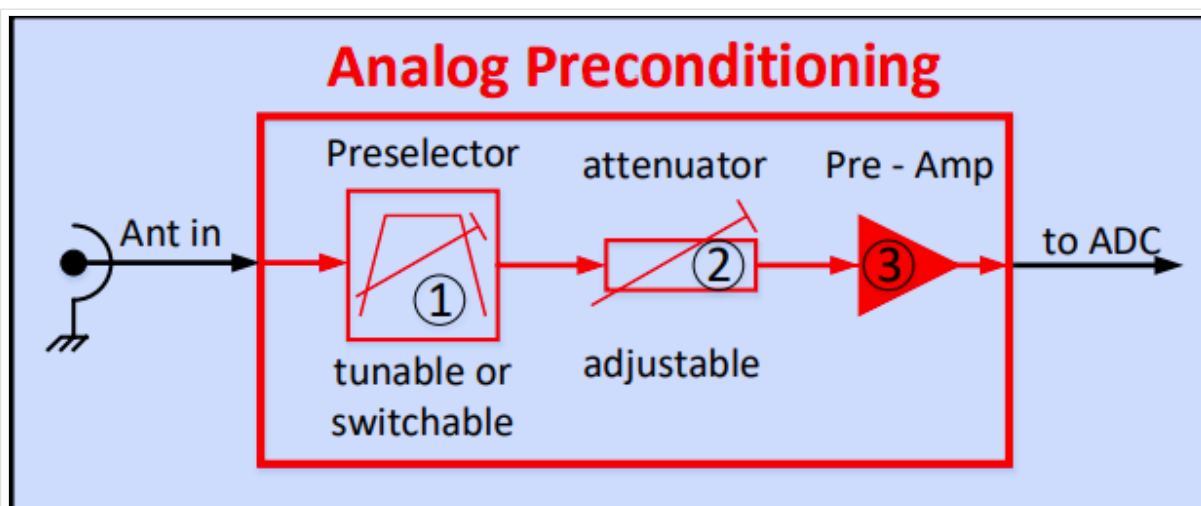 Analog Preconditioning
Preselector
attenuator
Pre - Amp
Ant in
to ADC
①
②
③
tunable or
switchable
adjustable